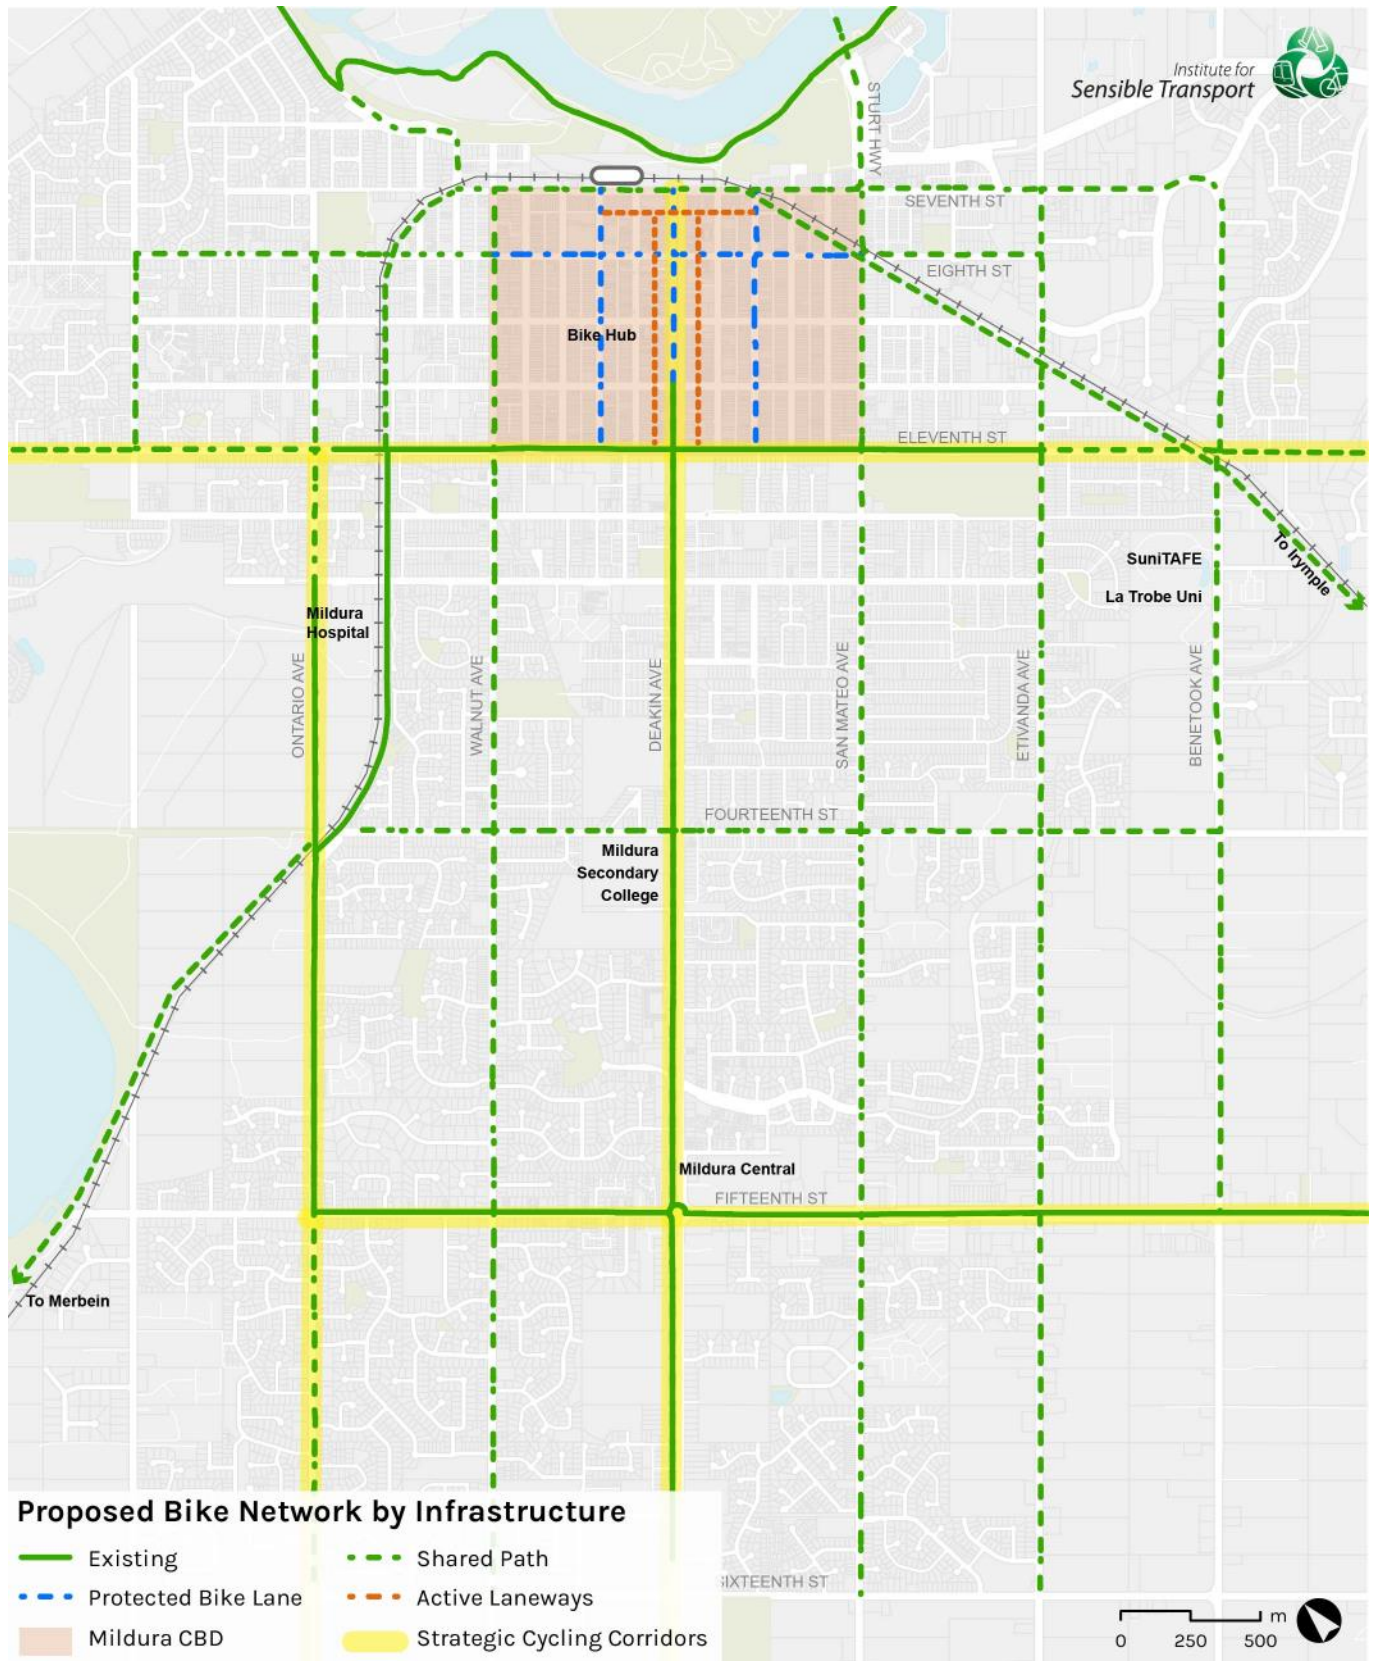 Institute for
Sensible Transport
STURT HWY
SEVENTH ST
EIGHTH ST
Bike Hub
ELEVENTH ST
To Irymple
SuniTAFE
La Trobe Uni
Mildura
Hospital
ONTARIO AVE
WALNUT AVE
DEAKIN AVE
SAN MATEO AVE
ETIVANDA AVE
BENETOOK AVE
FOURTEENTH ST
Mildura
Secondary
College
Mildura Central
FIFTEENTH ST
To Merbein
Proposed Bike Network by Infrastructure
Existing
Shared Path
Protected Bike Lane
Active Laneways
Mildura CBD
Strategic Cycling Corridors
SIXTEENTH ST
m
0 250 500